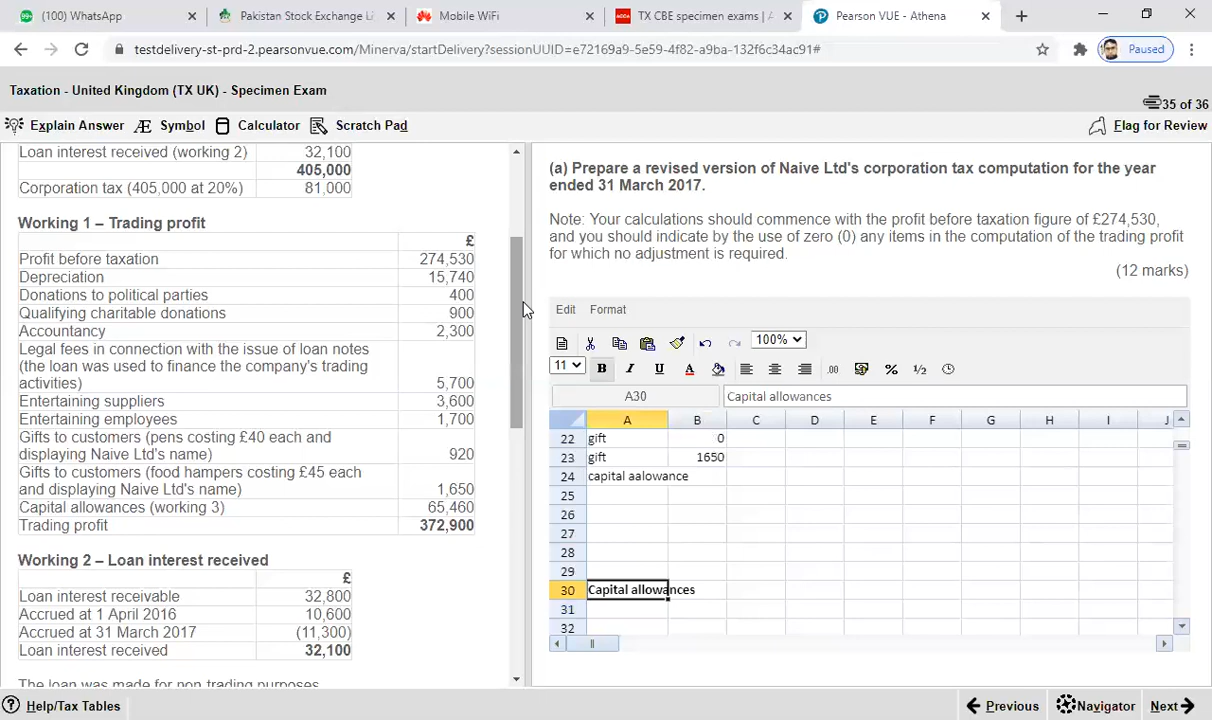 (100) WhatsApp
Pakistan Stock Exchange Li
Mobile WiFi
TX CBE specimen exams | A
Pearson VUE - Athena
testdelivery-st-prd-2.pearsonvue.com/Minerva/startDelivery?sessionUUID=e72169a9-5e59-4f82-a9ba-132f6c34ac91#
Paused
Taxation - United Kingdom (TX UK) - Specimen Exam
35 of 36
Explain Answer Symbol Calculator Scratch Pad
Flag for Review
Loan interest received (working 2) 32,100
405,000
Corporation tax (405,000 at 20%) 81,000
Working 1 – Trading profit
£
Profit before taxation 274,530
Depreciation 15,740
Donations to political parties 400
Qualifying charitable donations 900
Accountancy 2,300
Legal fees in connection with the issue of loan notes
(the loan was used to finance the company's trading
activities) 5,700
Entertaining suppliers 3,600
Entertaining employees 1,700
Gifts to customers (pens costing £40 each and
displaying Naive Ltd's name) 920
Gifts to customers (food hampers costing £45 each
and displaying Naive Ltd's name) 1,650
Capital allowances (working 3) 65,460
Trading profit 372,900
Working 2 – Loan interest received
£
Loan interest receivable 32,800
Accrued at 1 April 2016 10,600
Accrued at 31 March 2017 (11,300)
Loan interest received 32,100
The loan was made for non trading purposes
(a) Prepare a revised version of Naive Ltd's corporation tax computation for the year
ended 31 March 2017.
Note: Your calculations should commence with the profit before taxation figure of £274,530,
and you should indicate by the use of zero (0) any items in the computation of the trading profit
for which no adjustment is required.
(12 marks)
Edit Format
100%
11 B I U A .00 % ½
A30 Capital allowances
A B C D E F G H I J
22 gift 0
23 gift 1650
24 capital aalowance
25
26
27
28
29
30 Capital allowances
31
32
Help/Tax Tables
Previous Navigator Next